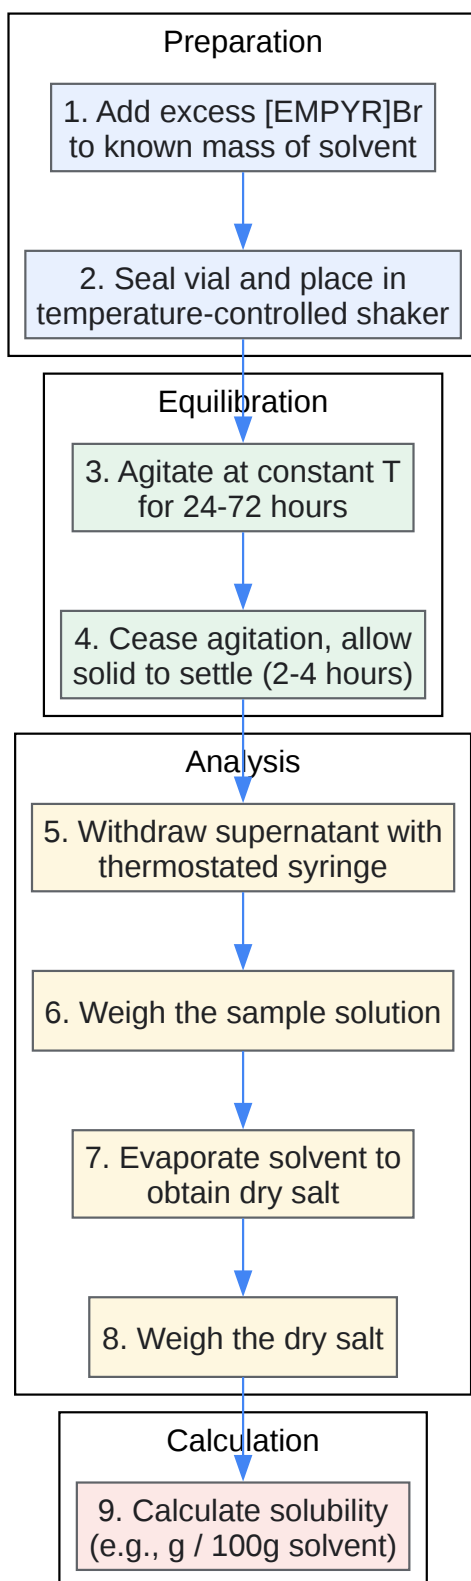 Preparation
1. Add excess [EMPYR]Br
to known mass of solvent
2. Seal vial and place in
temperature-controlled shaker
Equilibration
3. Agitate at constant T
for 24-72 hours
4. Cease agitation, allow
solid to settle (2-4 hours)
Analysis
5. Withdraw supernatant with
thermostated syringe
6. Weigh the sample solution
7. Evaporate solvent to
obtain dry salt
8. Weigh the dry salt
Calculation
9. Calculate solubility
(e.g., g / 100g solvent)